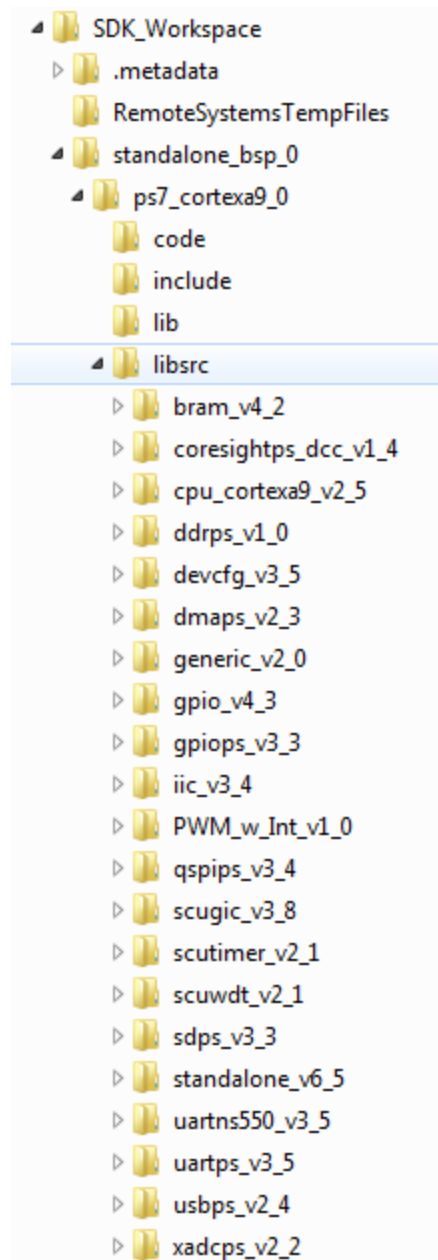 SDK_Workspace
.metadata
RemoteSystemsTempFiles
standalone_bsp_0
ps7_cortexa9_0
code
include
lib
libsrc
bram_v4_2
coresightps_dcc_v1_4
cpu_cortexa9_v2_5
ddrps_v1_0
devcfg_v3_5
dmaps_v2_3
generic_v2_0
gpio_v4_3
gpiops_v3_3
iic_v3_4
PWM_w_Int_v1_0
qspips_v3_4
scugic_v3_8
scutimer_v2_1
scuwdt_v2_1
sdps_v3_3
standalone_v6_5
uartns550_v3_5
uartps_v3_5
usbps_v2_4
xadcps_v2_2